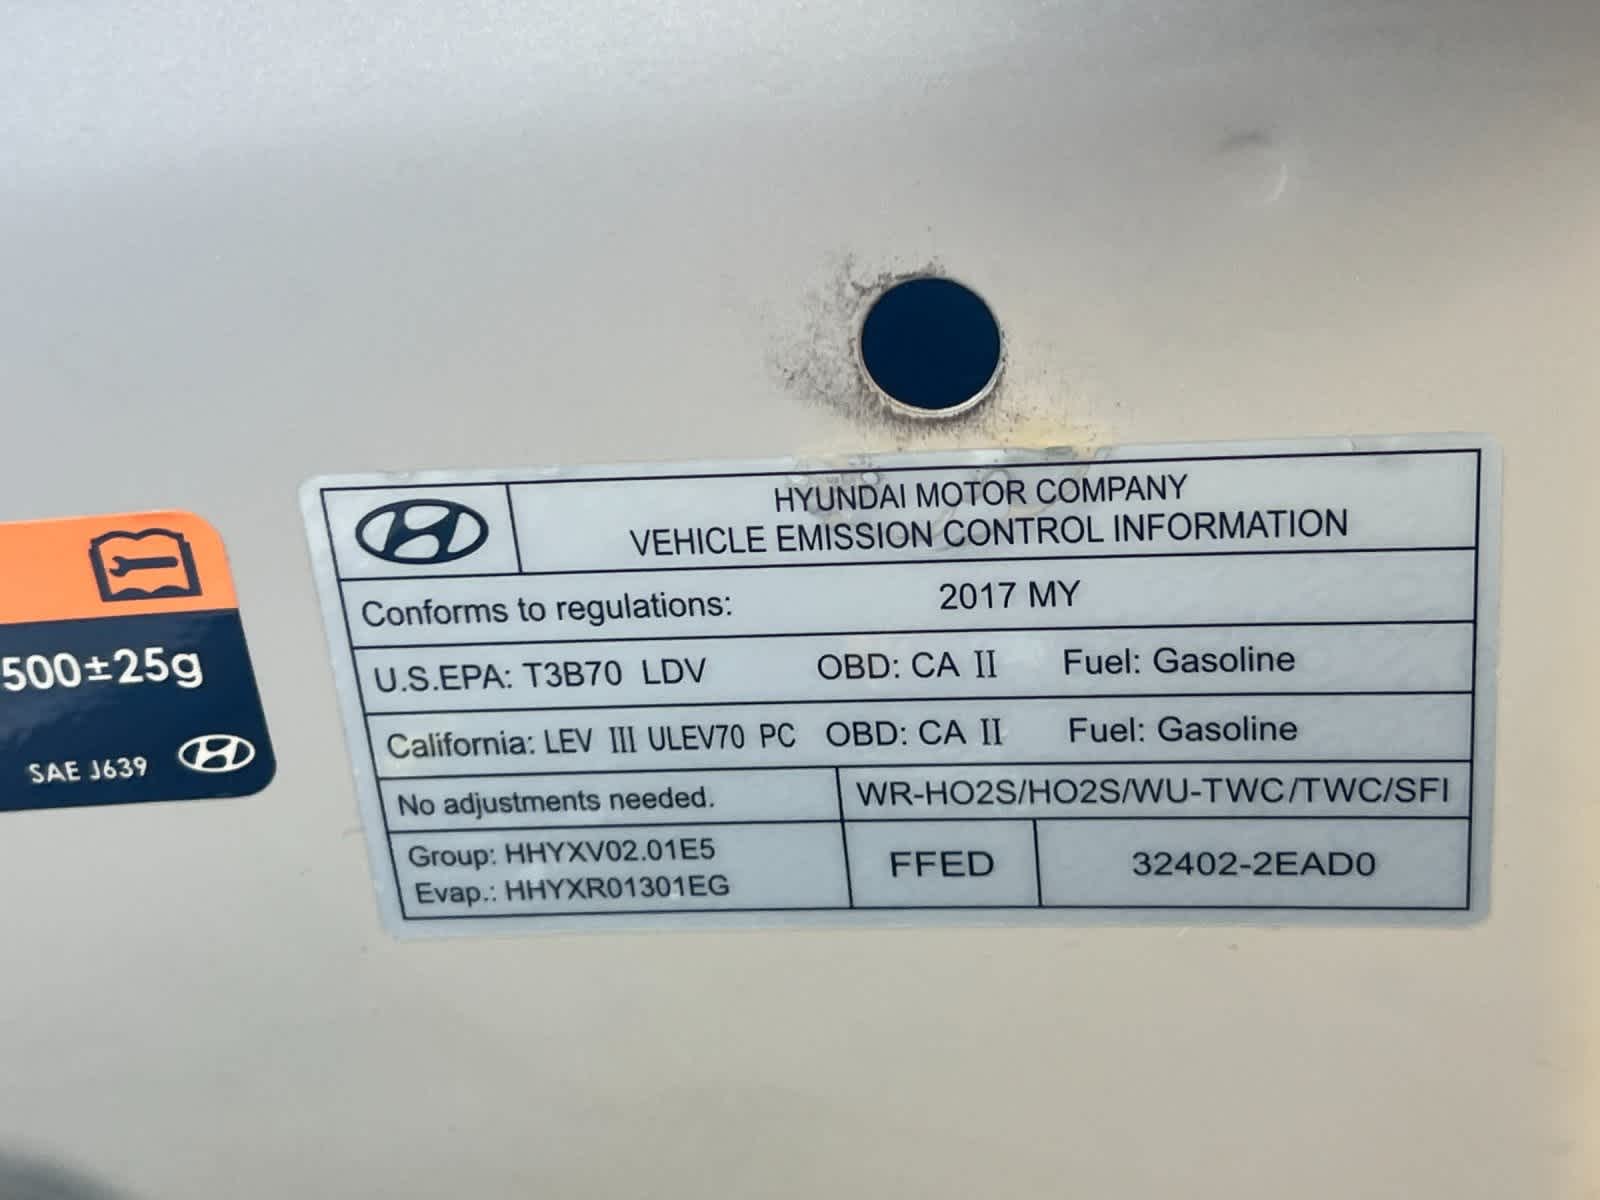 500±25g
SAE J639
HYUNDAI MOTOR COMPANY
VEHICLE EMISSION CONTROL INFORMATION
Conforms to regulations: 2017 MY
U.S.EPA: T3B70 LDV OBD: CA II Fuel: Gasoline
California: LEV III ULEV70 PC OBD: CA II Fuel: Gasoline
No adjustments needed. WR-HO2S/HO2S/WU-TWC/TWC/SFI
Group: HHYXV02.01E5
Evap.: HHYXR01301EG
FFED 32402-2EAD0